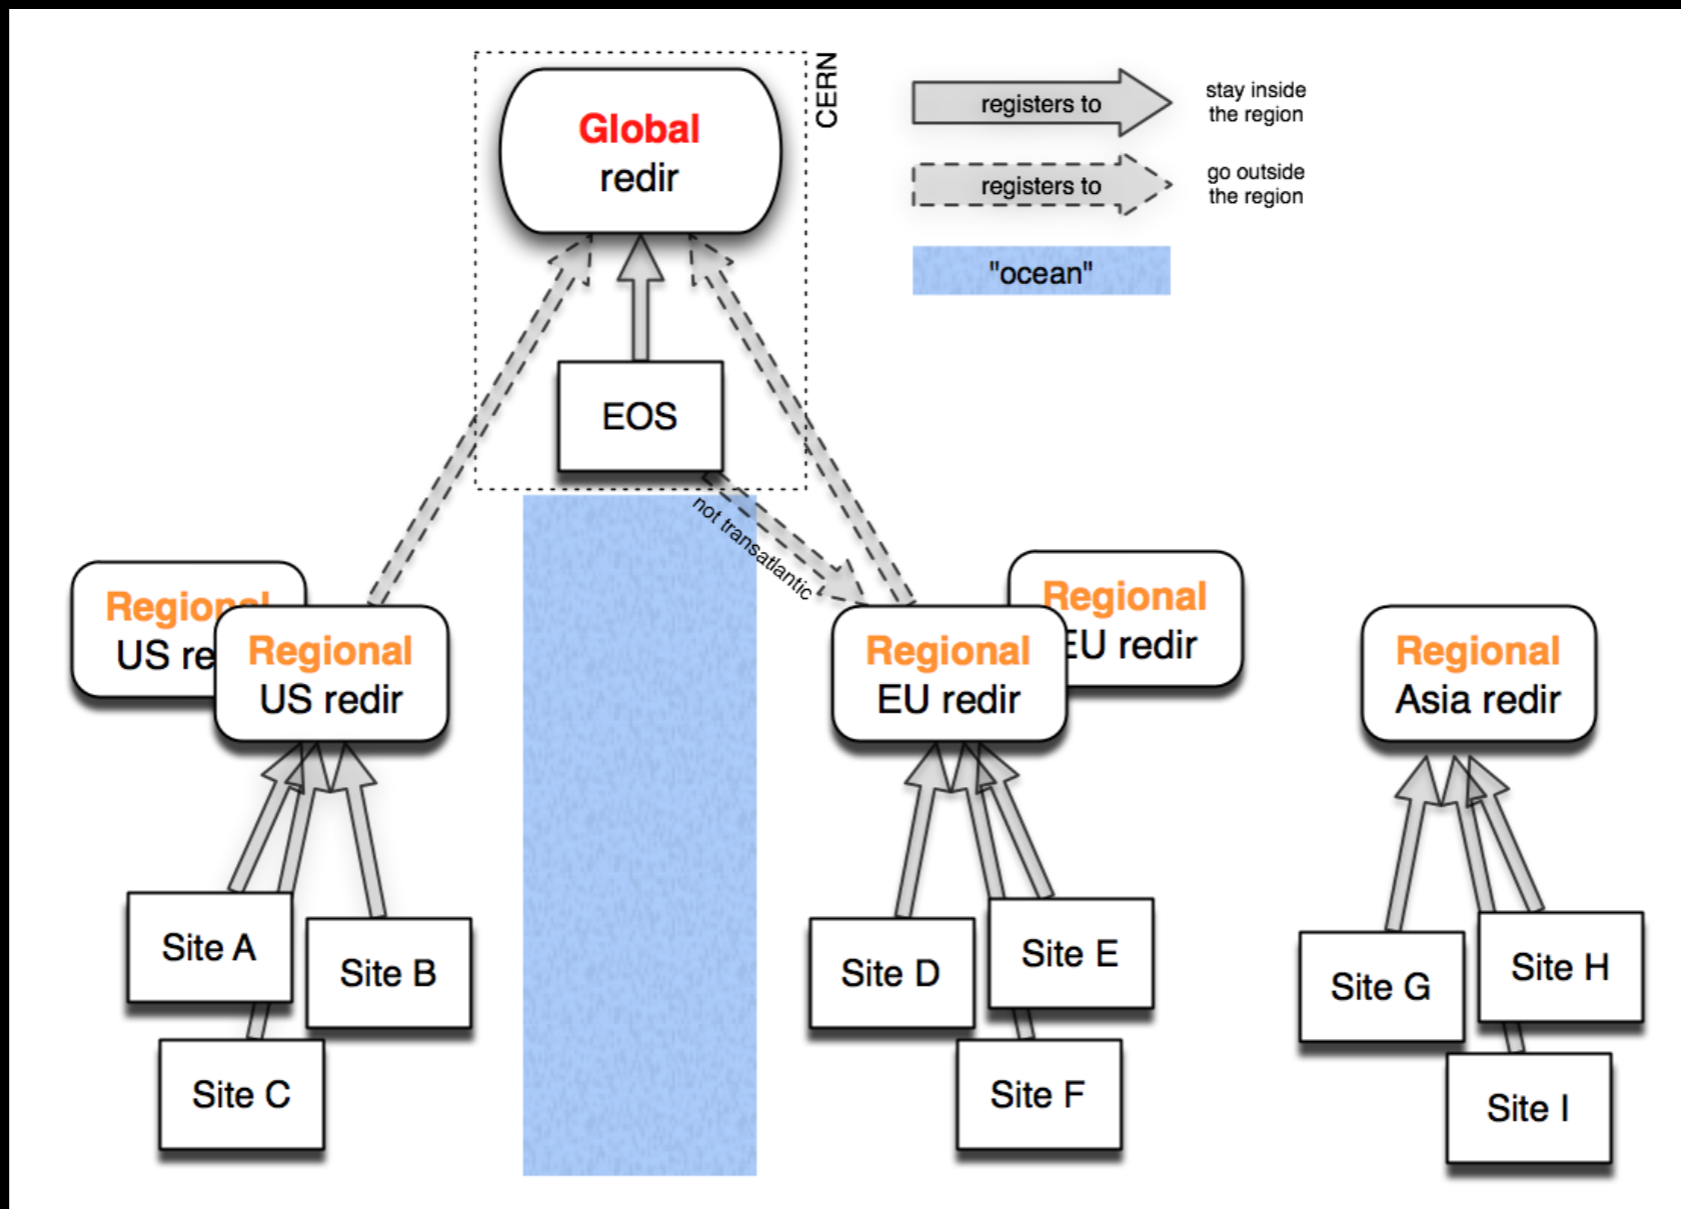 Global
redir
CERN
registers to
stay inside
the region
registers to
go outside
the region
"ocean"
EOS
not transatlantic
Regional
US re
Regional
US redir
Regional
EU redir
Regional
EU redir
Regional
Asia redir
Site A
Site B
Site C
Site D
Site E
Site F
Site G
Site H
Site I